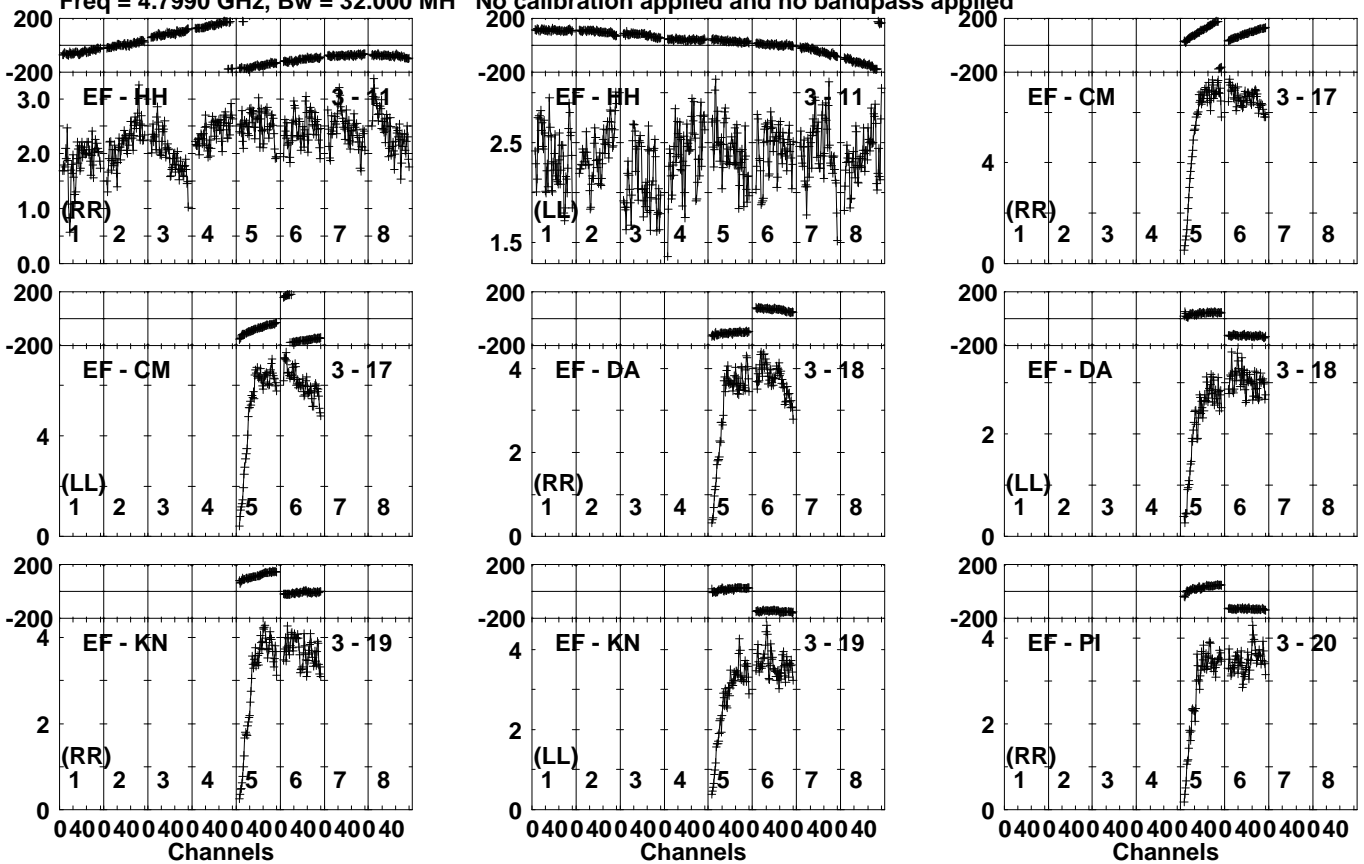 Freq = 4.7990 GHz, Bw = 32.000 MH No calibration applied and no bandpass applied
200 200 200
-200 -200 -200
EF - HH 3 - 11 EF - HH 3 - 11 EF - CM 3 - 17
3.0
2.5
2.0 4
1.0
(RR) (LL) (RR)
1 2 3 4 5 6 7 8 1 2 3 4 5 6 7 8 1 2 3 4 5 6 7 8
1.5
0.0 0
200 200 200
-200 -200 -200
EF - CM 3 - 17 EF - DA 3 - 18 EF - DA 3 - 18
4
4 2
2
(LL) (RR) (LL)
1 2 3 4 5 6 7 8 1 2 3 4 5 6 7 8 1 2 3 4 5 6 7 8
0 0 0
200 200 200
-200 -200 -200
4 4
EF - KN 3 - 19 EF - KN 3 - 19 EF - PI 3 - 20
4
2 2 2
(RR) (LL) (RR)
1 2 3 4 5 6 7 8 1 2 3 4 5 6 7 8 1 2 3 4 5 6 7 8
0 0 0
0 40 0 40 0 40 0 40 0 40 0 40 0 40 0 40 0 40 0 40 0 40 0 40 0 40 0 40 0 40 0 40 0 40 0 40 0 40 0 40 0 40 0 40 0 40 0 40
Channels Channels Channels